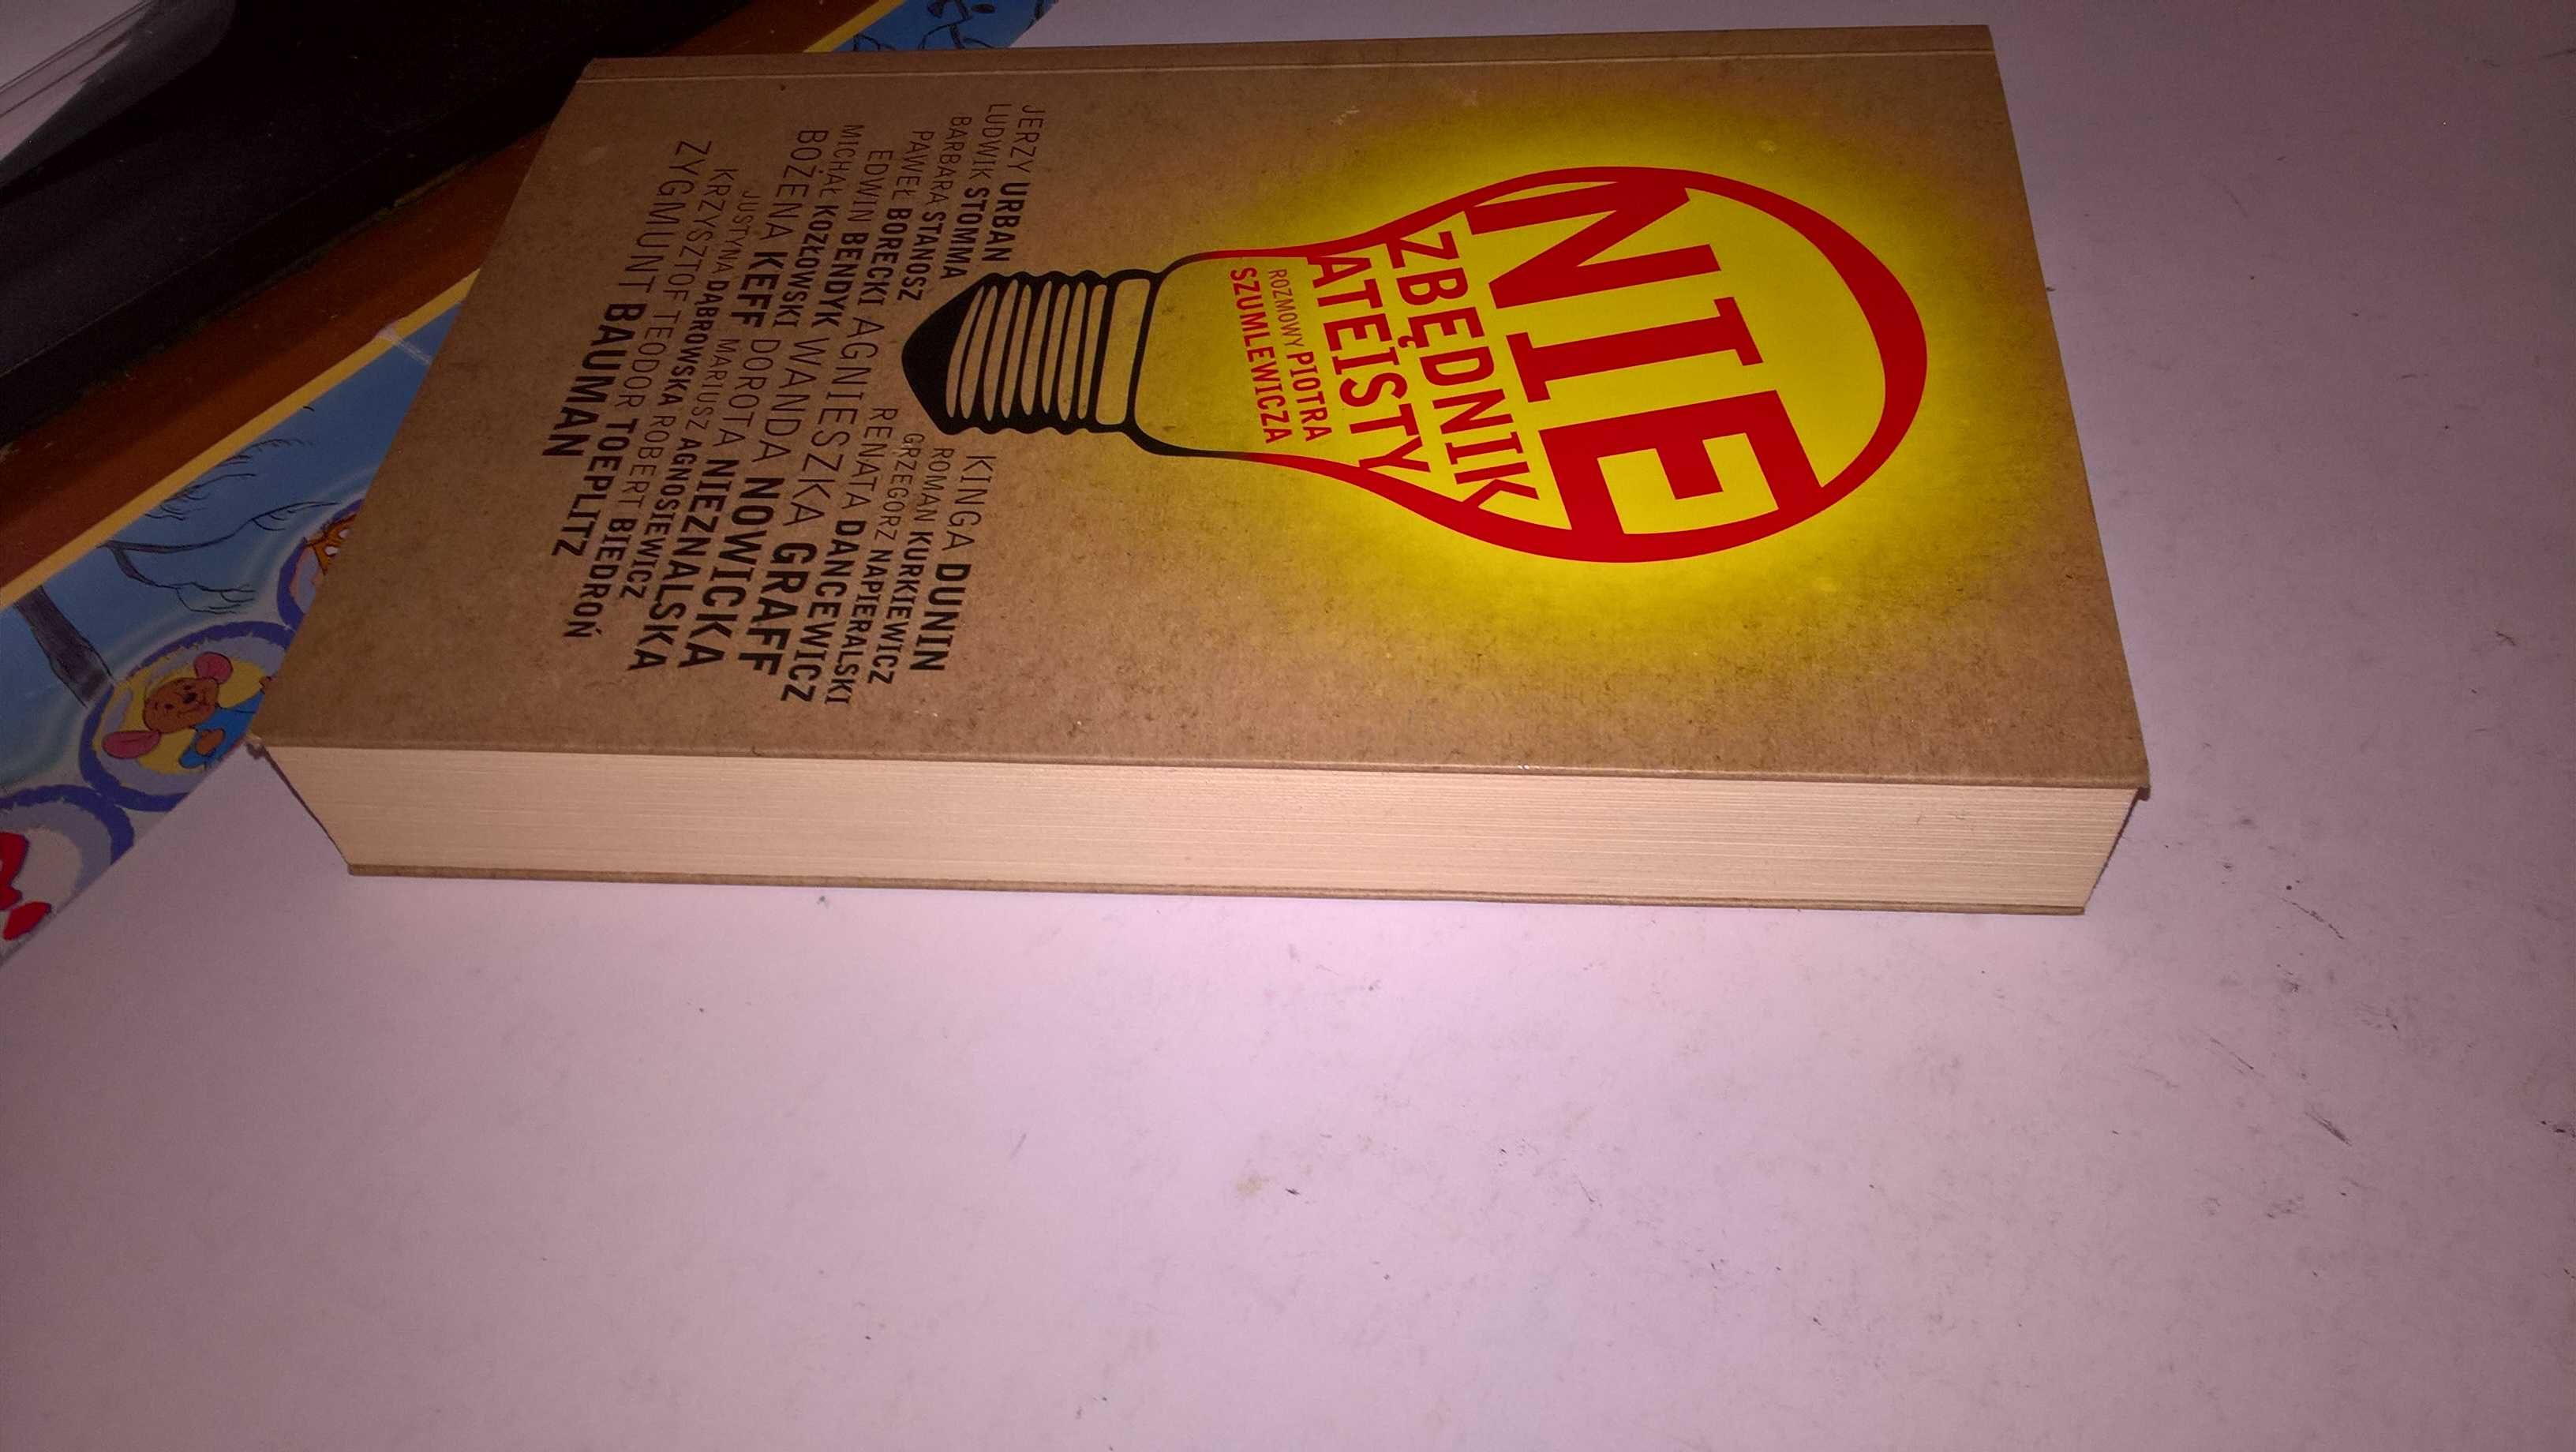 NIE
ZBĘDNIK
ATEISTY
ROZMOWY PIOTRA
SZUMLEWICZA
JERZY URBAN KINGA DUNIN
LUDWIK STOMMA ROMAN KURKIEWICZ
BARBARA STANOSZ GRZEGORZ NAPIERALSKI
PAWEŁ BORECKI RENATA DANCEWICZ
EDWIN BENDYK AGNIESZKA GRAFF
MICHAŁ KOZŁOWSKI WANDA NOWICKA
BOŻENA KEFF DOROTA NIEZNALSKA
JUSTYNA DĄBROWSKA MARIUSZ AGNOSIEWICZ
KRZYSZTOF TEODOR TOEPLITZ ROBERT BIEDROŃ
ZYGMUNT BAUMAN